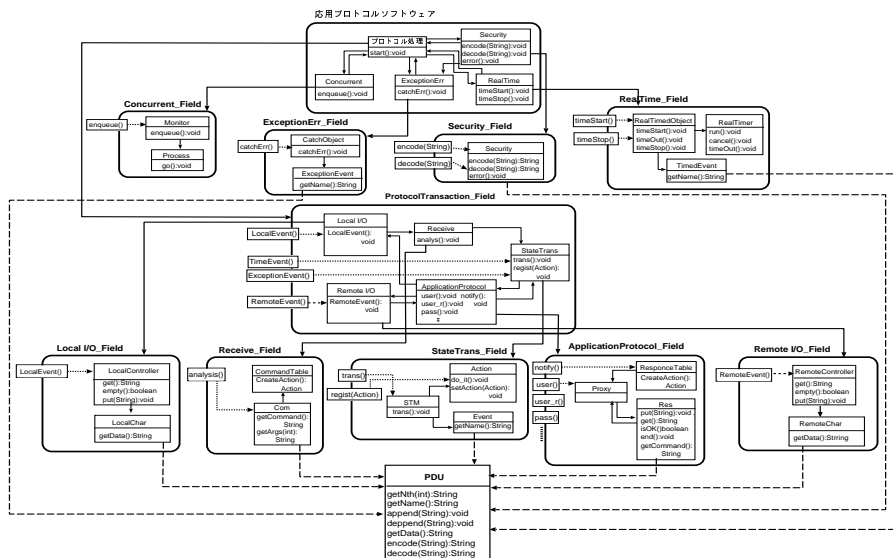 応用プロトコルソフトウェア
プロトコル処理
start():void
Security
encode(String):void
decode(String):void
error():void
Concurrent
enqueue():void
ExceptionErr
catchErr():void
RealTime
timeStart():void
timeStop():void
Concurrent_Field
enqueue()
Monitor
enqueue():void
Process
go():void
ExceptionErr_Field
catchErr()
CatchObject
catchErr():void
ExceptionEvent
getName():String
Security_Field
encode(String)
decode(String)
Security
encode(String):String
decode(String):String
error():void
RealTime_Field
timeStart()
timeStop()
RealTimedObject
timeStart():void
timeOut():void
timeStop():void
RealTimer
run():void
cancel():void
timeOut():void
TimedEvent
getName():String
ProtocolTransaction_Field
LocalEvent()
TimeEvent()
ExceptionEvent()
RemoteEvent()
Local I/O
LocalEvent():
void
Receive
analys():void
StateTrans
trans():void
regist(Action):
void
Remote I/O
RemoteEvent():
void
ApplicationProtocol
user():void notify():
user_r():void void
pass():void
Local I/O_Field
LocalEvent()
LocalController
get():String
empty():boolean
put(String):void
LocalChar
getData():String
Receive_Field
analysis()
CommandTable
CreateAction():
Action
Com
getCommand():
String
getArgs(int):
String
StateTrans_Field
trans()
regist(Action)
Action
do_it():void
setAction(Action):
void
STM
trans():void
Event
getName():String
ApplicationProtocol_Field
notify()
user()
user_r()
pass()
ResponceTable
CreateAction():
Action
Proxy
Res
put(String):void
get():String
isOK()boolean
end():void
getCommand():
String
Remote I/O_Field
RemoteEvent()
RemoteController
get():String
empty():boolean
put(String):void
RemoteChar
getData():String
PDU
getNth(int):String
getName():String
append(String):void
deppend(String):void
getData():String
encode(String):String
decode(String):String